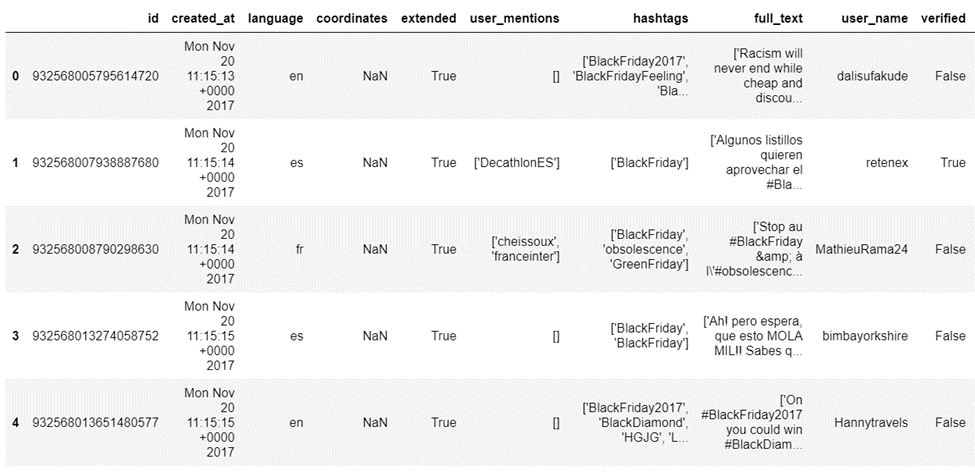 id created_at language coordinates extended user_mentions hashtags full_text user_name verified
0 932568005795614720 Mon Nov 20 11:15:13 +0000 2017 en NaN True [] ['BlackFriday2017', 'BlackFridayFeeling', 'Bla... ['Racism will never end while cheap and discou... dalisufakude False
1 932568007938887680 Mon Nov 20 11:15:14 +0000 2017 es NaN True ['DecathlonES'] ['BlackFriday'] ['Algunos listillos quieren aprovechar el #Bla... retenex True
2 932568008790298630 Mon Nov 20 11:15:14 +0000 2017 fr NaN True ['cheissoux', 'franceinter'] ['BlackFriday', 'obsolescence', 'GreenFriday'] ['Stop au #BlackFriday &amp; à l\'#obsolescenc... MathieuRama24 False
3 932568013274058752 Mon Nov 20 11:15:15 +0000 2017 es NaN True [] ['BlackFriday', 'BlackFriday'] ['Ah! pero espera, que esto MOLA MIL!! Sabes q... bimbayorkshire False
4 932568013651480577 Mon Nov 20 11:15:15 +0000 2017 en NaN True [] ['BlackFriday2017', 'BlackDiamond', 'HGJG', 'L... ['On #BlackFriday2017 you could win #BlackDiam... Hannytravels False